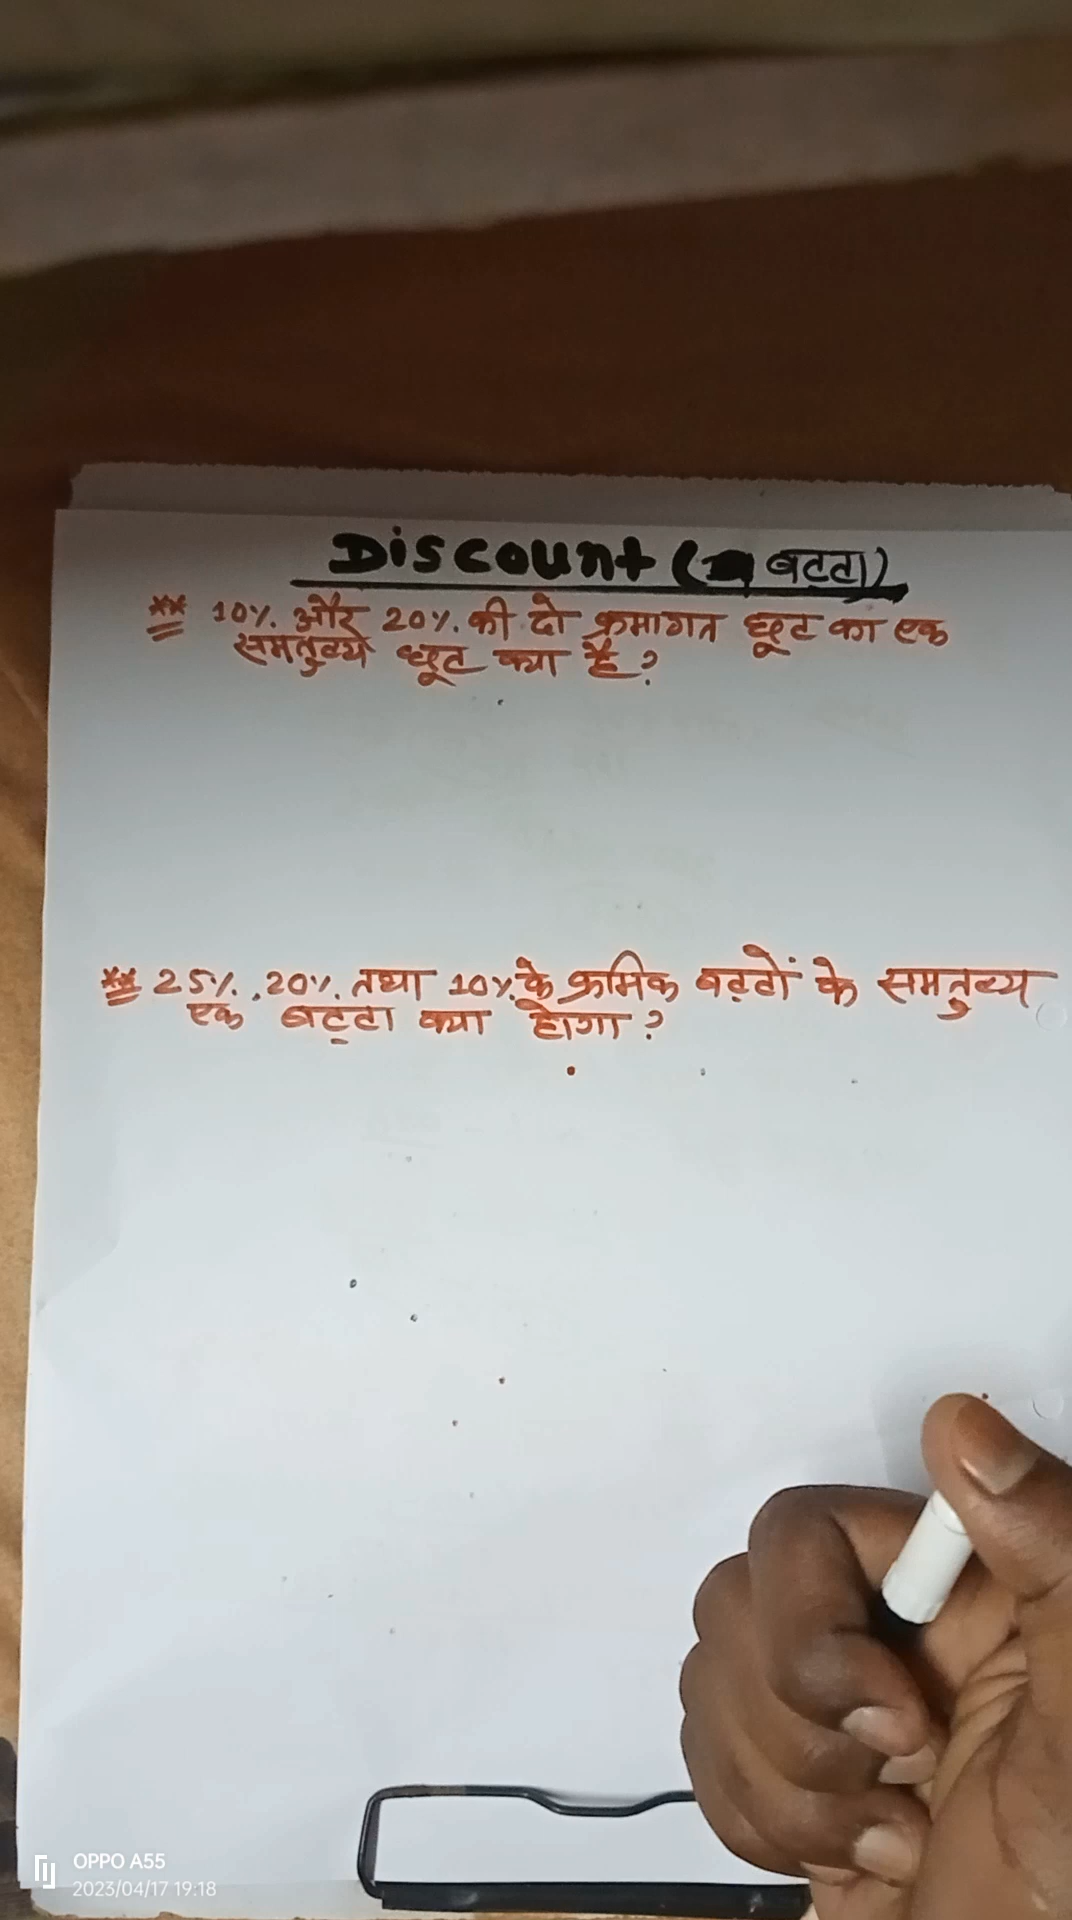 Discount ( बट्टा)
** 10%. और 20%. की दो क्रमागत छूट का एक
समतुल्य छूट क्या है ?
** 25%., 20%. तथा 10%. के क्रमिक बट्टों के समतुल्य
एक बट्टा क्या होगा ?
OPPO A55
2023/04/17 19:18